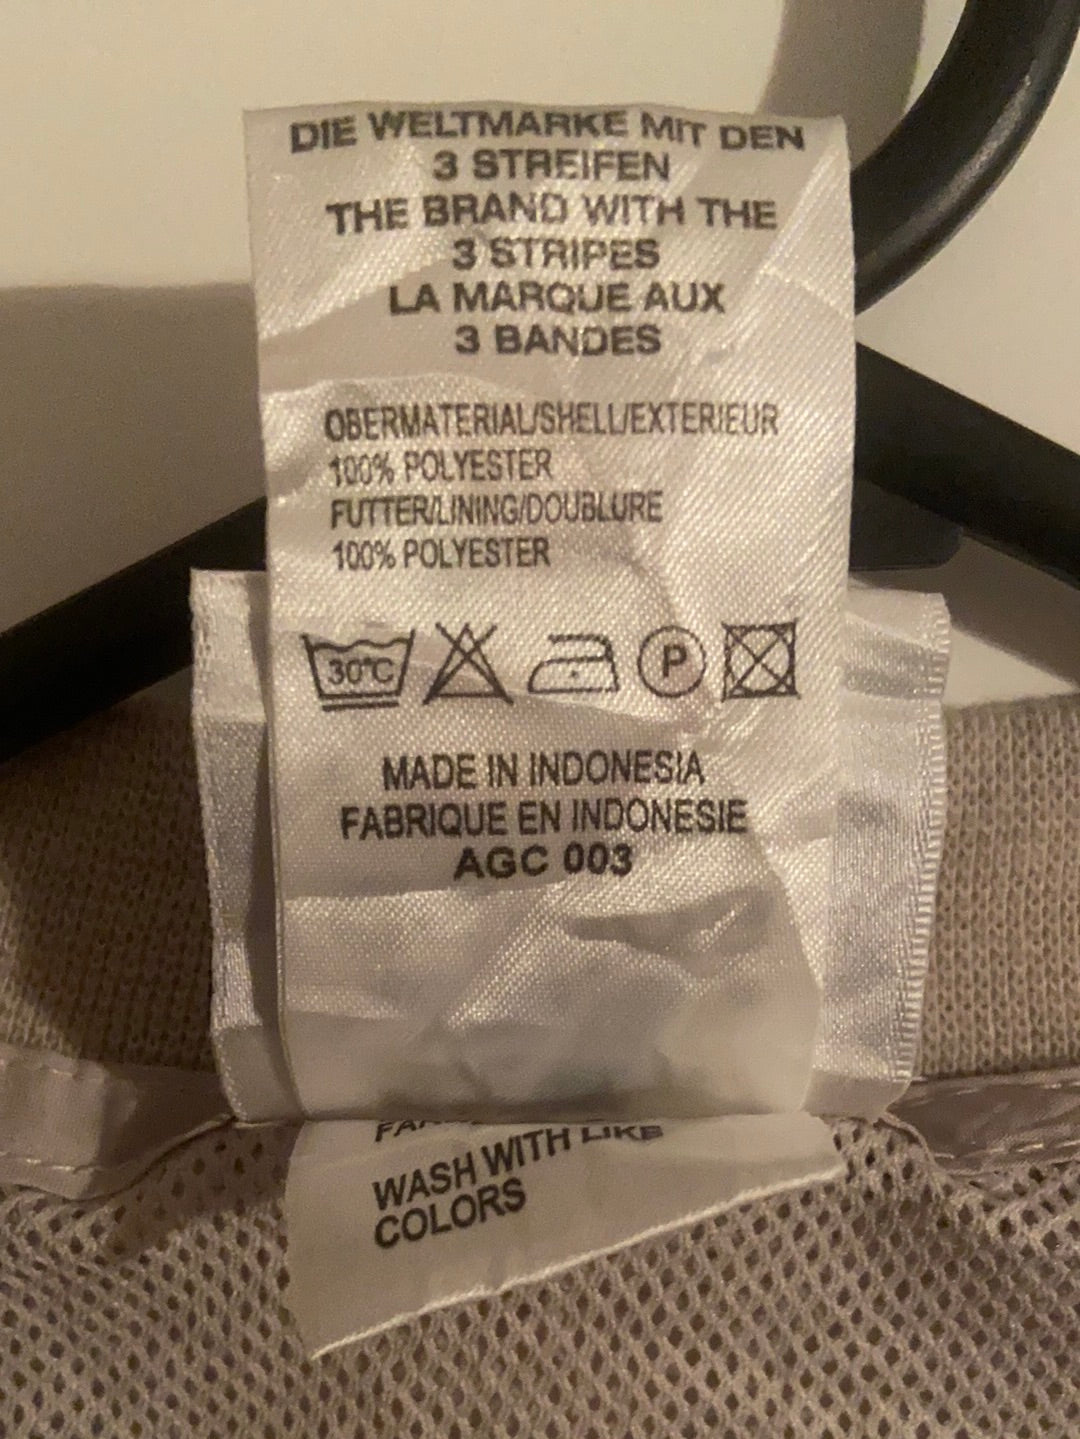 DIE WELTMARKE MIT DEN
3 STREIFEN
THE BRAND WITH THE
3 STRIPES
LA MARQUE AUX
3 BANDES
OBERMATERIAL/SHELL/EXTERIEUR
100% POLYESTER
FUTTER/LINING/DOUBLURE
100% POLYESTER
30°C
P
MADE IN INDONESIA
FABRIQUE EN INDONESIE
AGC 003
WASH WITH LIKE
COLORS